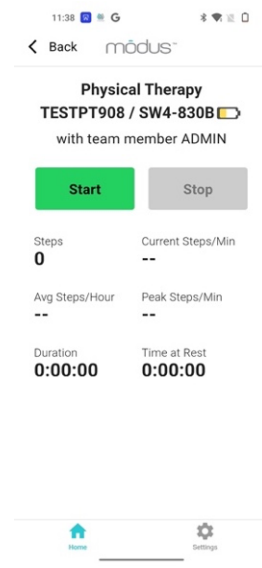 11:38 G
Back modus™
Physical Therapy
TESTPT908 / SW4-830B
with team member ADMIN
Start Stop
Steps Current Steps/Min
0 --
Avg Steps/Hour Peak Steps/Min
-- --
Duration Time at Rest
0:00:00 0:00:00
Home Settings